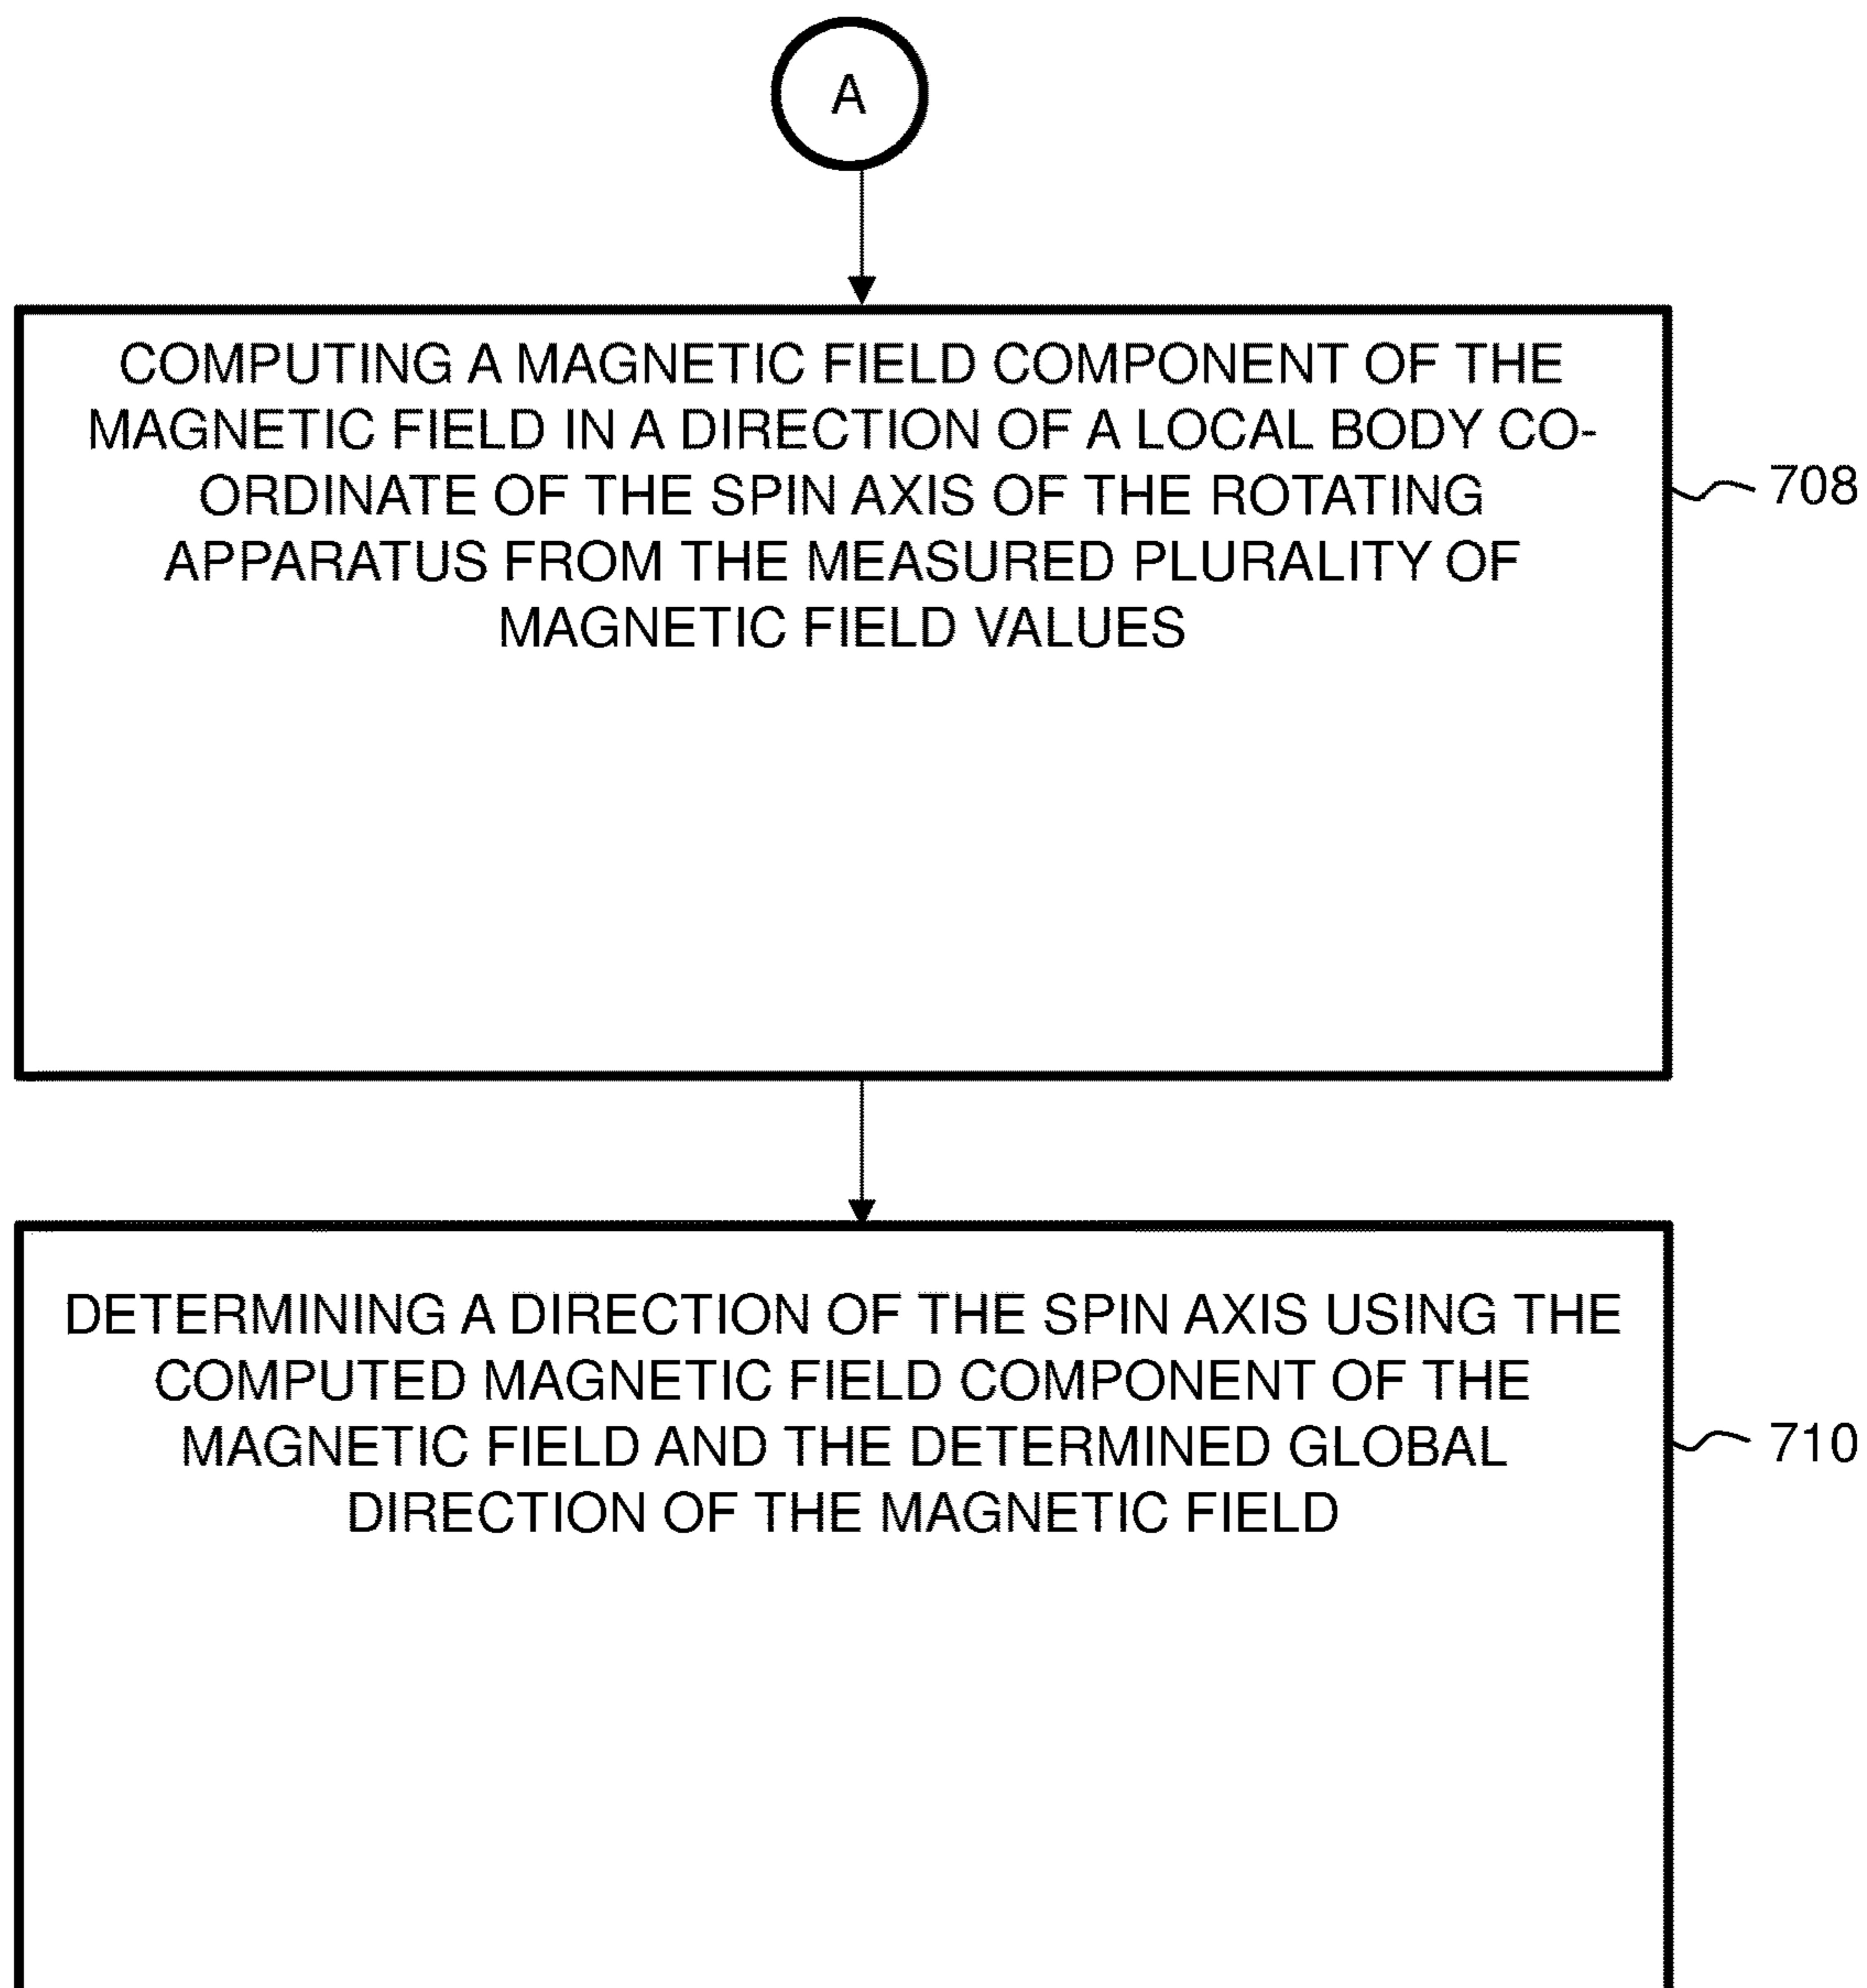 A
COMPUTING A MAGNETIC FIELD COMPONENT OF THE
MAGNETIC FIELD IN A DIRECTION OF A LOCAL BODY CO-
ORDINATE OF THE SPIN AXIS OF THE ROTATING
APPARATUS FROM THE MEASURED PLURALITY OF
MAGNETIC FIELD VALUES
708
DETERMINING A DIRECTION OF THE SPIN AXIS USING THE
COMPUTED MAGNETIC FIELD COMPONENT OF THE
MAGNETIC FIELD AND THE DETERMINED GLOBAL
DIRECTION OF THE MAGNETIC FIELD
710